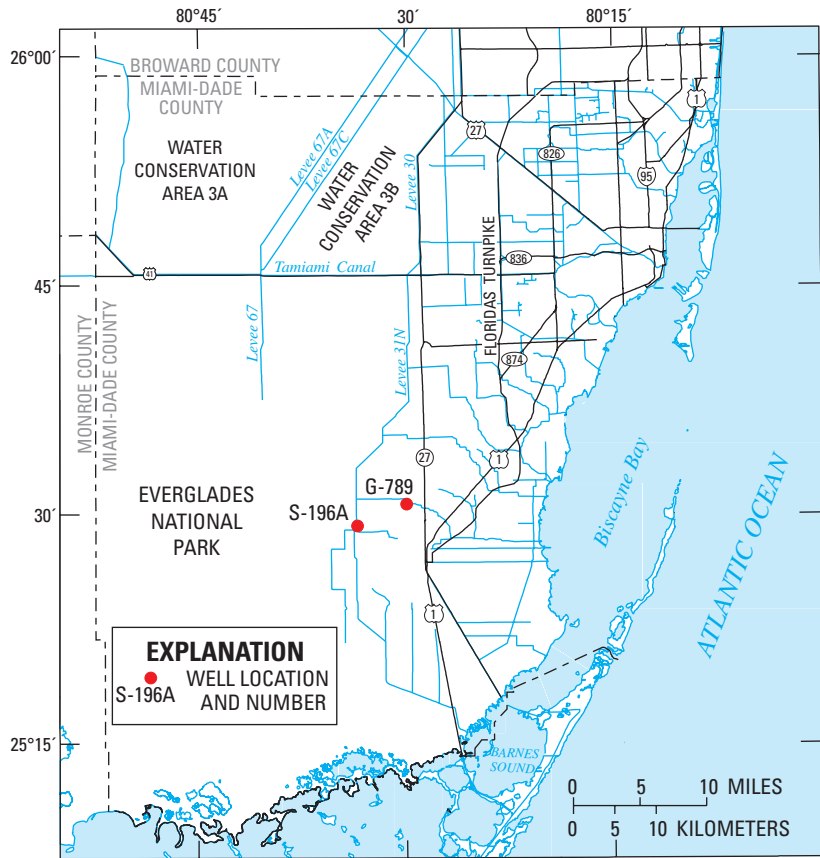 80°45'
30'
80°15'
26°00'
BROWARD COUNTY
MIAMI-DADE
COUNTY
1
27
826
WATER
CONSERVATION
AREA 3A
Levee 67A
Levee 67C
WATER
CONSERVATION
AREA 3B
Levee 30
95
FLORIDAS TURNPIKE
836
41
Tamiami Canal
45'
MONROE COUNTY
MIAMI-DADE COUNTY
Levee 67
Levee 31N
874
27
1
G-789
S-196A
30'
EVERGLADES
NATIONAL
PARK
Biscayne Bay
ATLANTIC OCEAN
1
EXPLANATION
WELL LOCATION
S-196A
AND NUMBER
25°15'
BARNES
SOUND
0 5 10 MILES
0 5 10 KILOMETERS